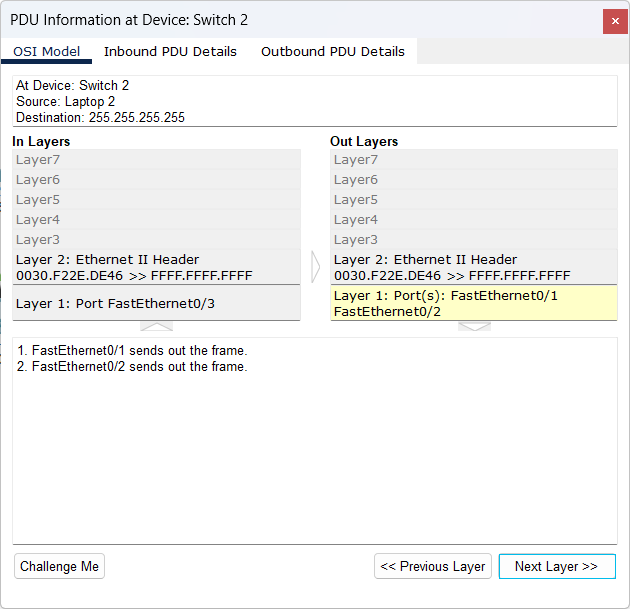 PDU Information at Device: Switch 2
OSI Model
Inbound PDU Details
Outbound PDU Details
At Device: Switch 2
Source: Laptop 2
Destination: 255.255.255.255
In Layers
Layer7
Layer6
Layer5
Layer4
Layer3
Layer 2: Ethernet II Header
0030.F22E.DE46 >> FFFF.FFFF.FFFF
Layer 1: Port FastEthernet0/3
Out Layers
Layer7
Layer6
Layer5
Layer4
Layer3
Layer 2: Ethernet II Header
0030.F22E.DE46 >> FFFF.FFFF.FFFF
Layer 1: Port(s): FastEthernet0/1
FastEthernet0/2
1. FastEthernet0/1 sends out the frame.
2. FastEthernet0/2 sends out the frame.
Challenge Me
<< Previous Layer
Next Layer >>